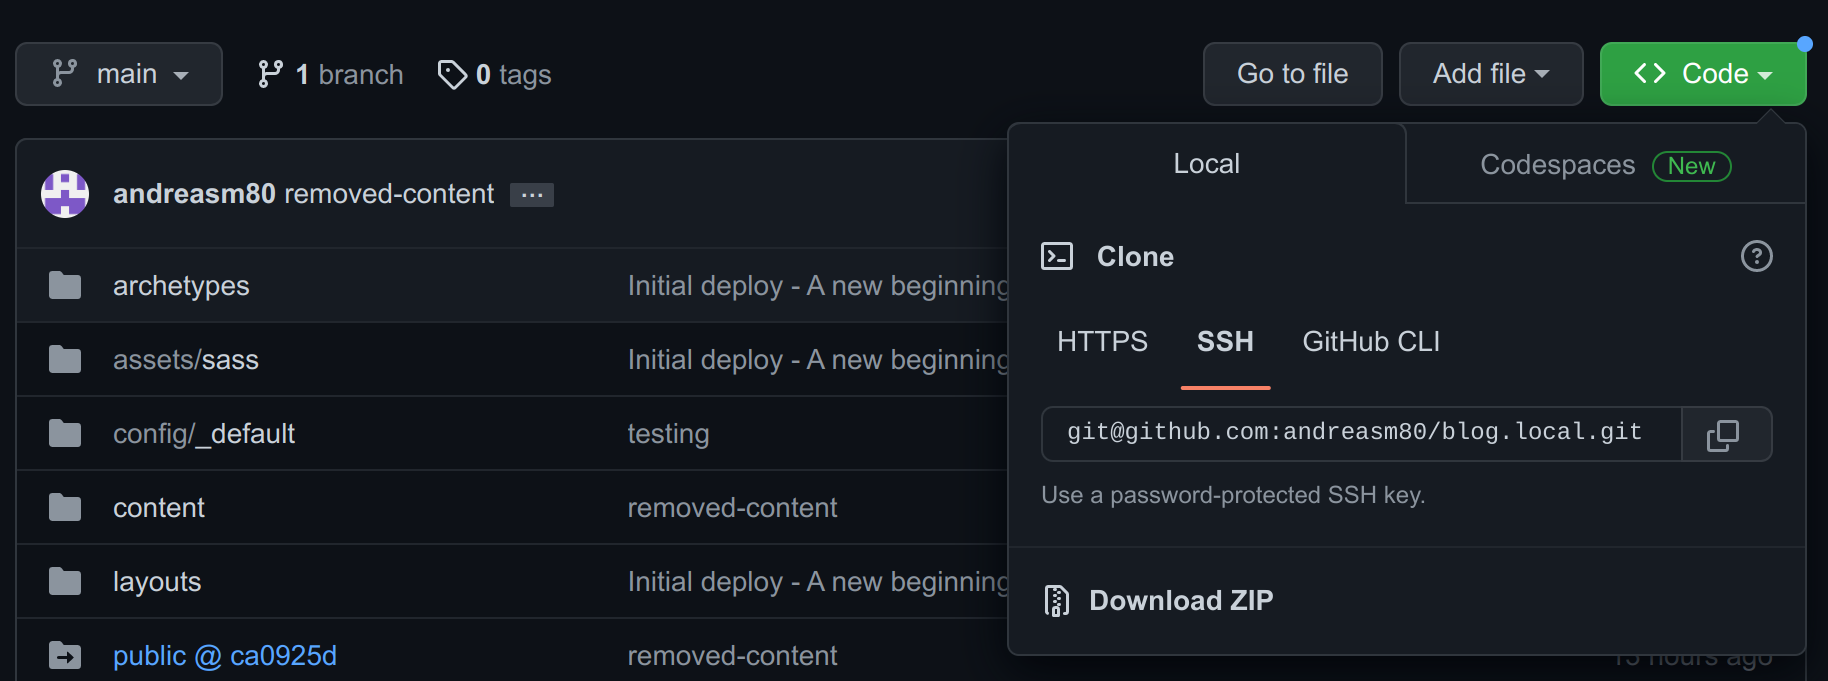 main 1 branch 0 tags Go to file Add file Code
Local Codespaces New
andreasm80 removed-content ...
Clone
archetypes Initial deploy - A new beginning
HTTPS SSH GitHub CLI
assets/sass Initial deploy - A new beginning
config/_default testing
git@github.com:andreasm80/blog.local.git
Use a password-protected SSH key.
content removed-content
layouts Initial deploy - A new beginning
Download ZIP
public @ ca0925d removed-content 13 hours ago